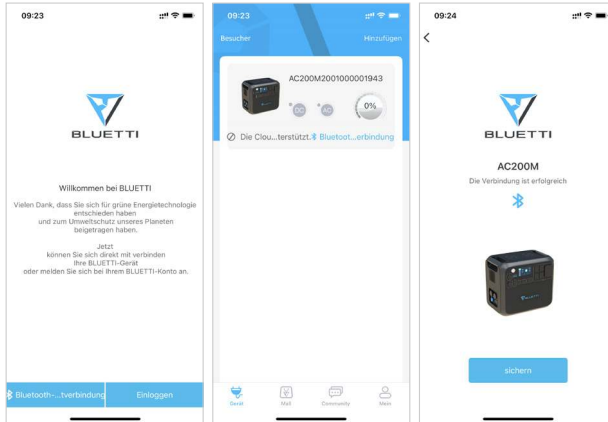 09:23
BLUETTI
Willkommen bei BLUETTI
Vielen Dank, dass Sie sich für grüne Energietechnologie
entschieden haben
und zum Umweltschutz unseres Planeten
beigetragen haben.
Jetzt
können Sie sich direkt mit verbinden
Ihre BLUETTI-Gerät
oder melden Sie sich bei Ihrem BLUETTI-Konto an.
Bluetooth-...tverbindung
Einloggen
09:23
Besucher
Hinzufügen
AC200M2001000001943
DC
AC
0%
Die Clou...terstützt.
Bluetoot...erbindung
Gerät
Mall
Community
Mein
09:24
BLUETTI
AC200M
Die Verbindung ist erfolgreich
BLUETTI
sichern